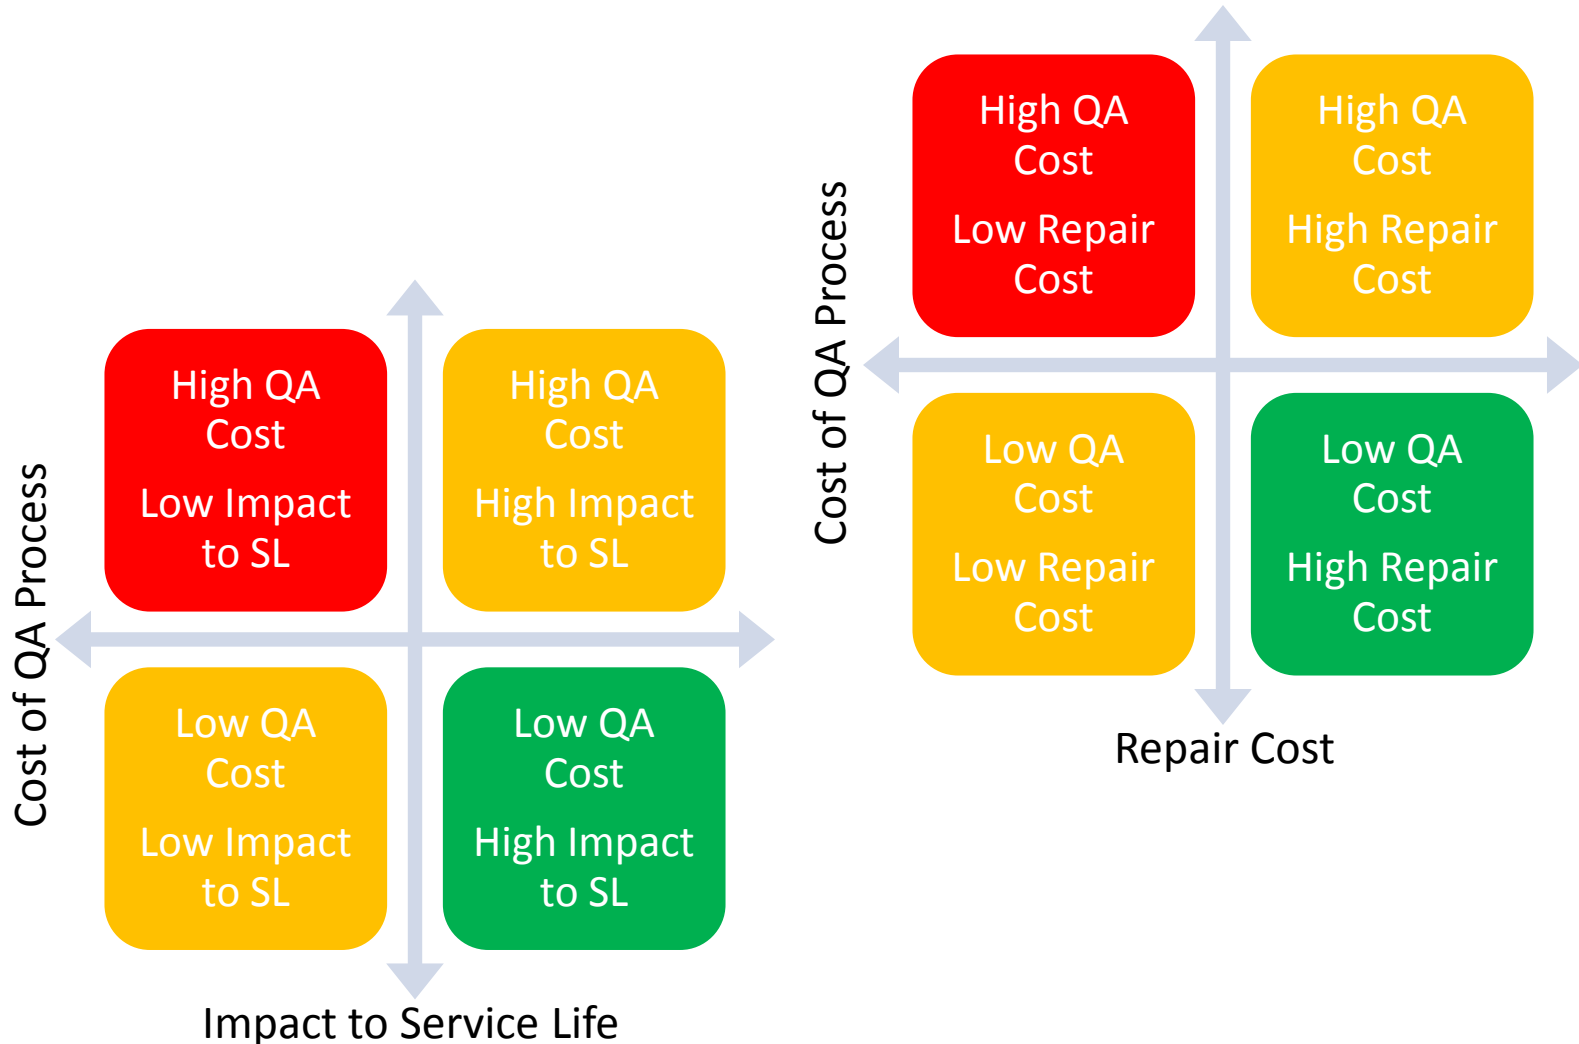 Cost of QA Process
High QA
Cost
Low Impact
to SL
High QA
Cost
High Impact
to SL
Low QA
Cost
Low Impact
to SL
Low QA
Cost
High Impact
to SL
Impact to Service Life
Cost of QA Process
High QA
Cost
Low Repair
Cost
High QA
Cost
High Repair
Cost
Low QA
Cost
Low Repair
Cost
Low QA
Cost
High Repair
Cost
Repair Cost